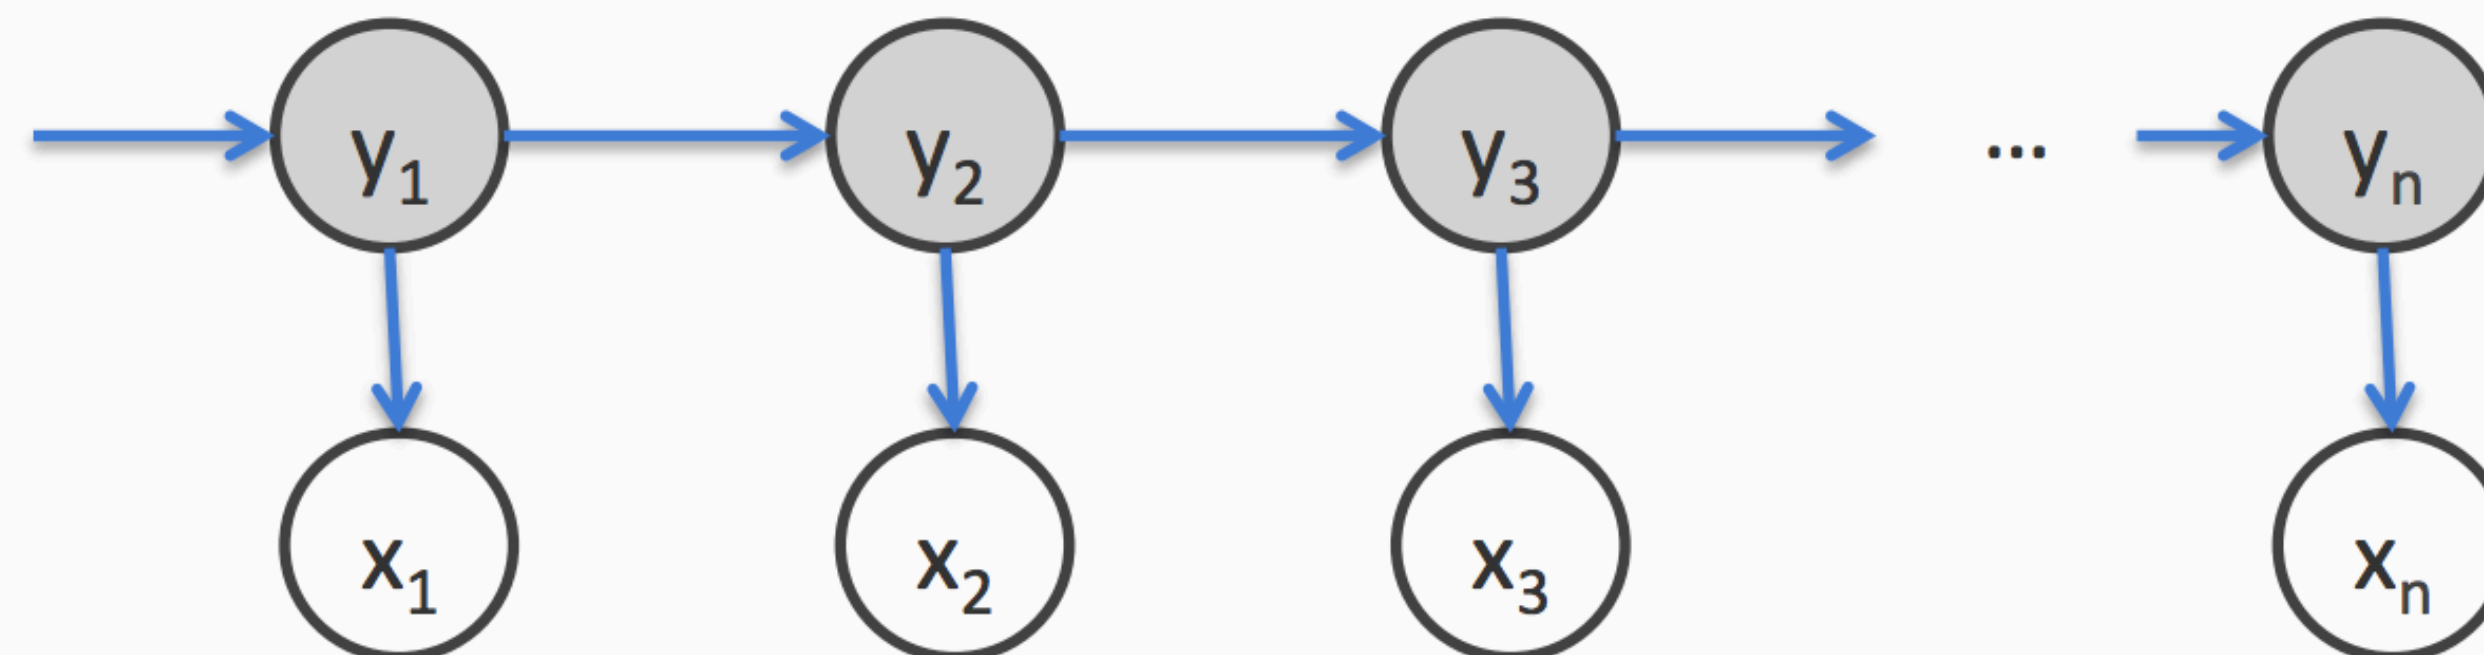 y₁ y₂ y₃ ... yₙ
x₁ x₂ x₃ xₙ